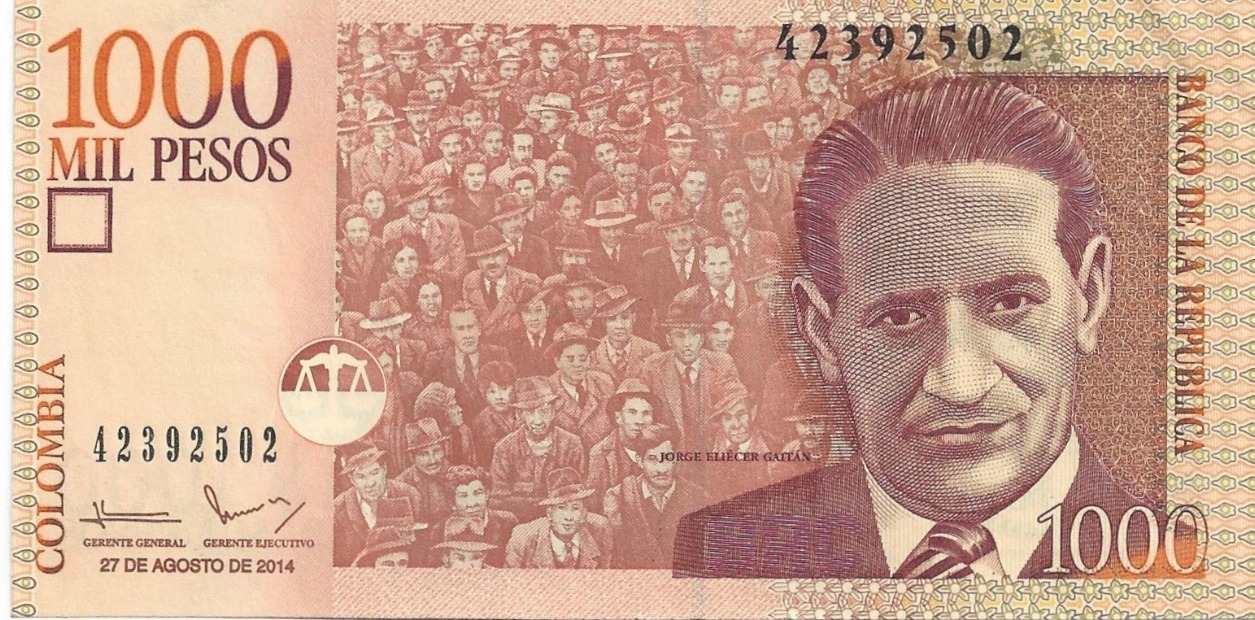 1000
MIL PESOS
42392502
BANCO DE LA REPUBLICA
COLOMBIA
42392502
JORGE ELIÉCER GAITÁN
GERENTE GENERAL GERENTE EJECUTIVO
27 DE AGOSTO DE 2014
1000